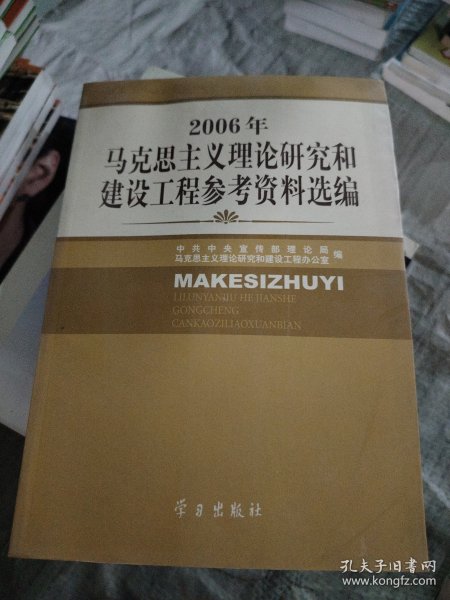 2006年
马克思主义理论研究和
建设工程参考资料选编
中共中央宣传部理论局
马克思主义理论研究和建设工程办公室
编
MAKESIZHUYI
LILUNYANJIU HE JIANSHE
GONGCHENG
CANKAOZILIAOXUANBIAN
学习出版社
孔夫子旧书网
www.kongfz.com